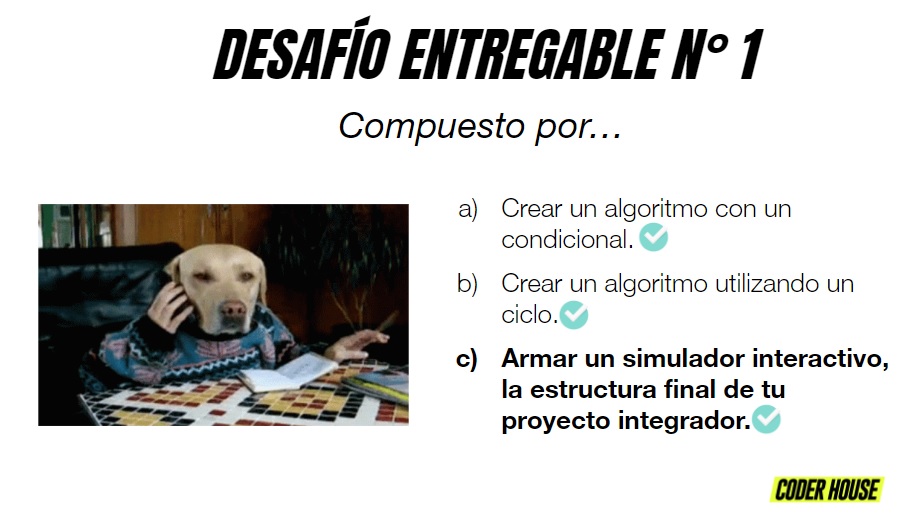 DESAFÍO ENTREGABLE Nº 1
Compuesto por…
a) Crear un algoritmo con un
condicional.
b) Crear un algoritmo utilizando un
ciclo.
c) Armar un simulador interactivo,
la estructura final de tu
proyecto integrador.
CODER HOUSE